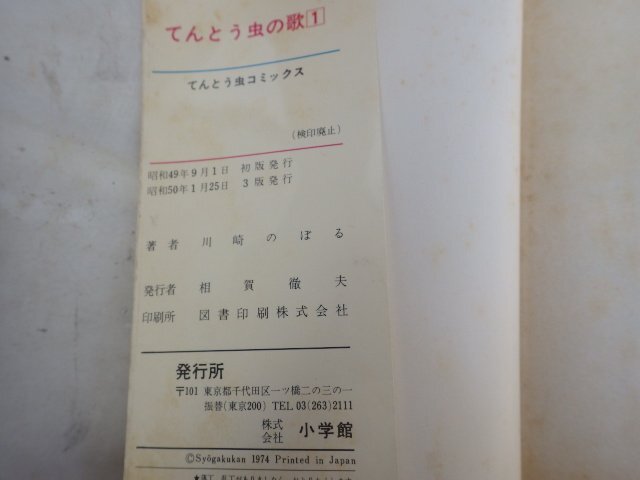 てんとう虫の歌1
てんとう虫コミックス
(検印廃止)
昭和49年9月1日 初版発行
昭和50年1月25日 3版発行
著者 川崎のぼる
発行者 相賀徹夫
印刷所 図書印刷株式会社
発行所
〒101 東京都千代田区一ツ橋二の三の一
振替(東京200) TEL 03(263)2111
株式会社 小学館
©Syōgakukan 1974 Printed in Japan